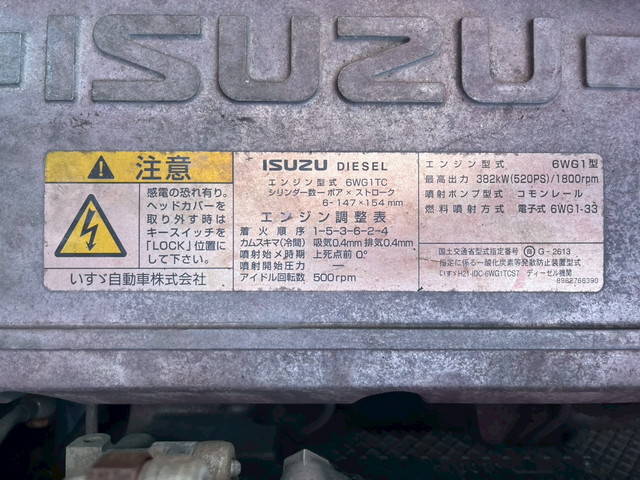 ISUZU
注意
感電の恐れ有り。
ヘッドカバーを
取り外す時は
キースイッチを
「LOCK」位置に
して下さい。
いすゞ自動車株式会社
ISUZU DIESEL
エンジン型式 6WG1TC
シリンダ数ーボア×ストローク
6-147×154mm
エンジン調整表
着火順序 1-5-3-6-2-4
カムスキマ(冷間) 吸気0.4mm排気0.4mm
噴射始メ時期 上死点前0°
噴射開始圧力 ー
アイドル回転数 500rpm
エンジン型式 6WG1型
最高出力 382kW(520PS)/1800rpm
噴射ポンプ型式 コモンレール
燃料噴射方式 電子式 6WG1-33
国土交通省型式指定番号 G-2613
指定に係る一酸化炭素等発散防止装置型式
いすゞH21-IDC-6WG1TCST ディーゼル機関
8982766390